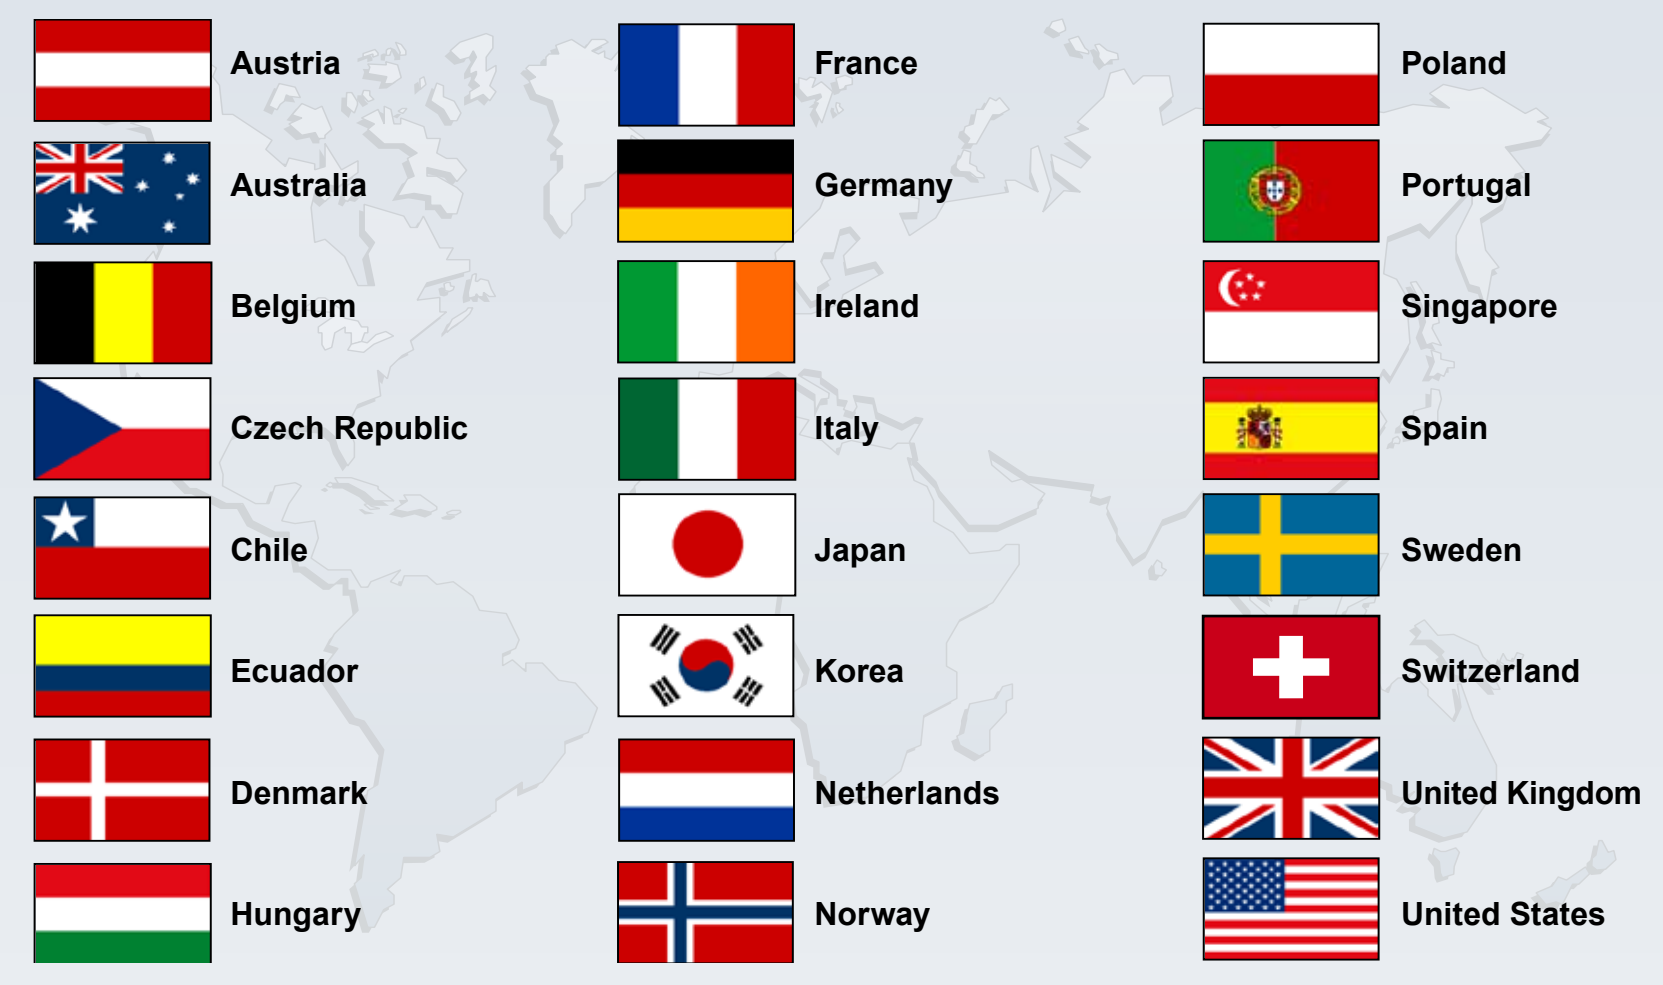 Austria
Australia
Belgium
Czech Republic
Chile
Ecuador
Denmark
Hungary
France
Germany
Ireland
Italy
Japan
Korea
Netherlands
Norway
Poland
Portugal
Singapore
Spain
Sweden
Switzerland
United Kingdom
United States